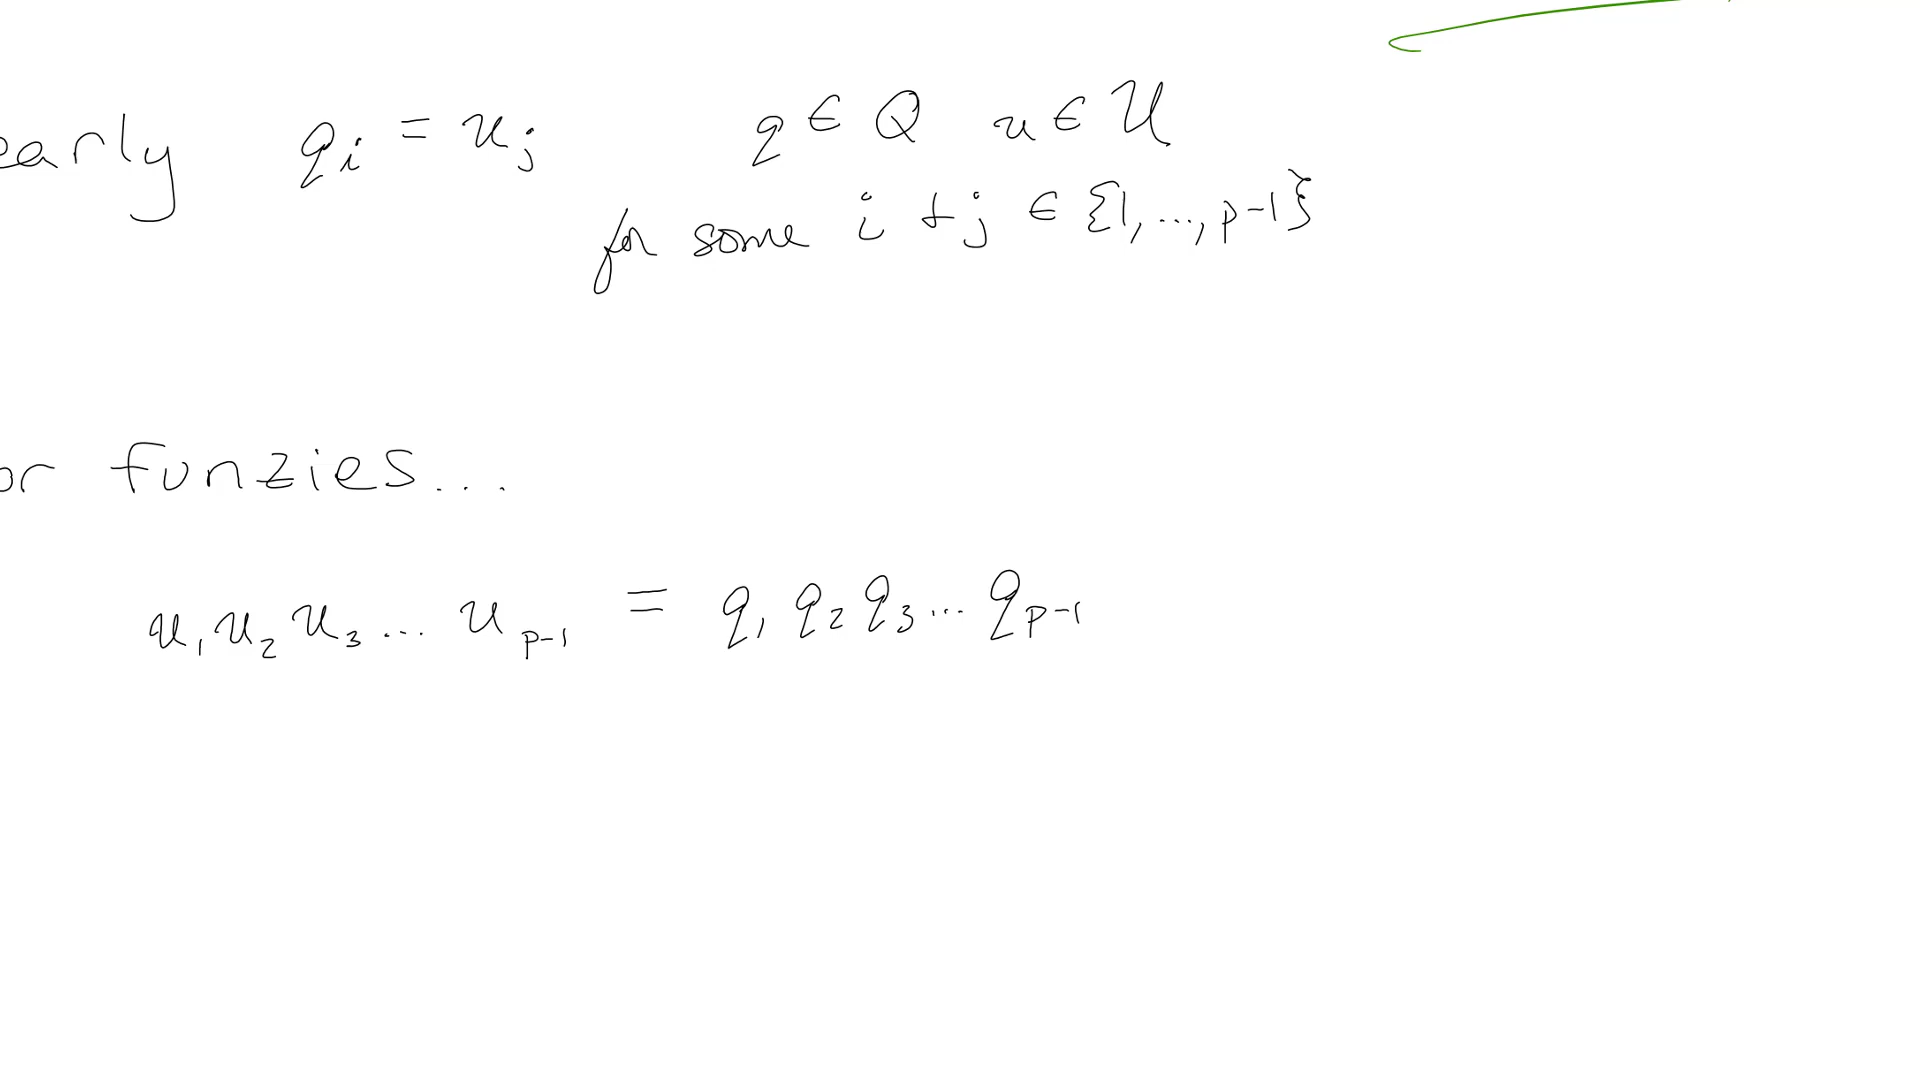 early q_i = u_j q ∈ Q u ∈ U
for some i + j ∈ {1, ..., p-1}
or funzies...
u_1 u_2 u_3 ... u_{p-1} = q_1 q_2 q_3 ... q_{p-1}